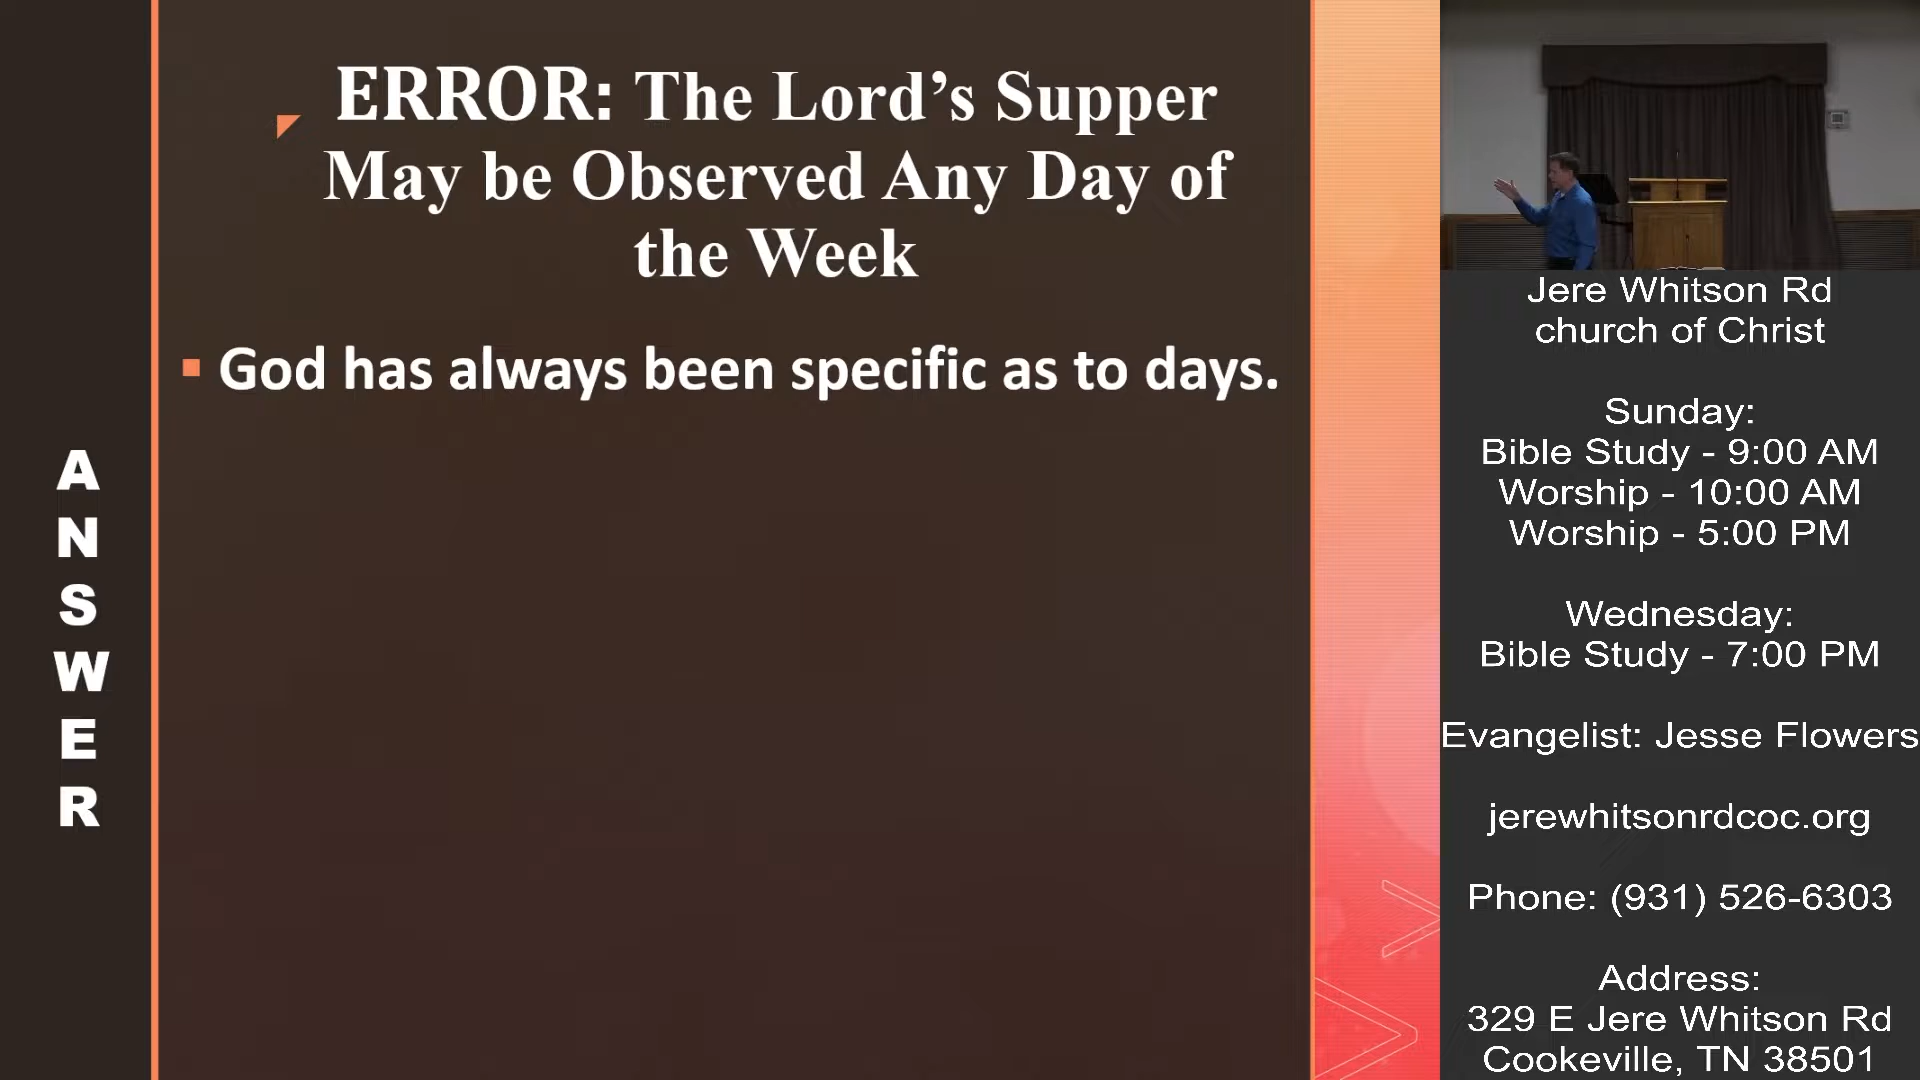 ERROR: The Lord’s Supper
May be Observed Any Day of
the Week
God has always been specific as to days.
A
N
S
W
E
R
Jere Whitson Rd
church of Christ
Sunday:
Bible Study - 9:00 AM
Worship - 10:00 AM
Worship - 5:00 PM
Wednesday:
Bible Study - 7:00 PM
Evangelist: Jesse Flowers
jerewhitsonrdcoc.org
Phone: (931) 526-6303
Address:
329 E Jere Whitson Rd
Cookeville, TN 38501